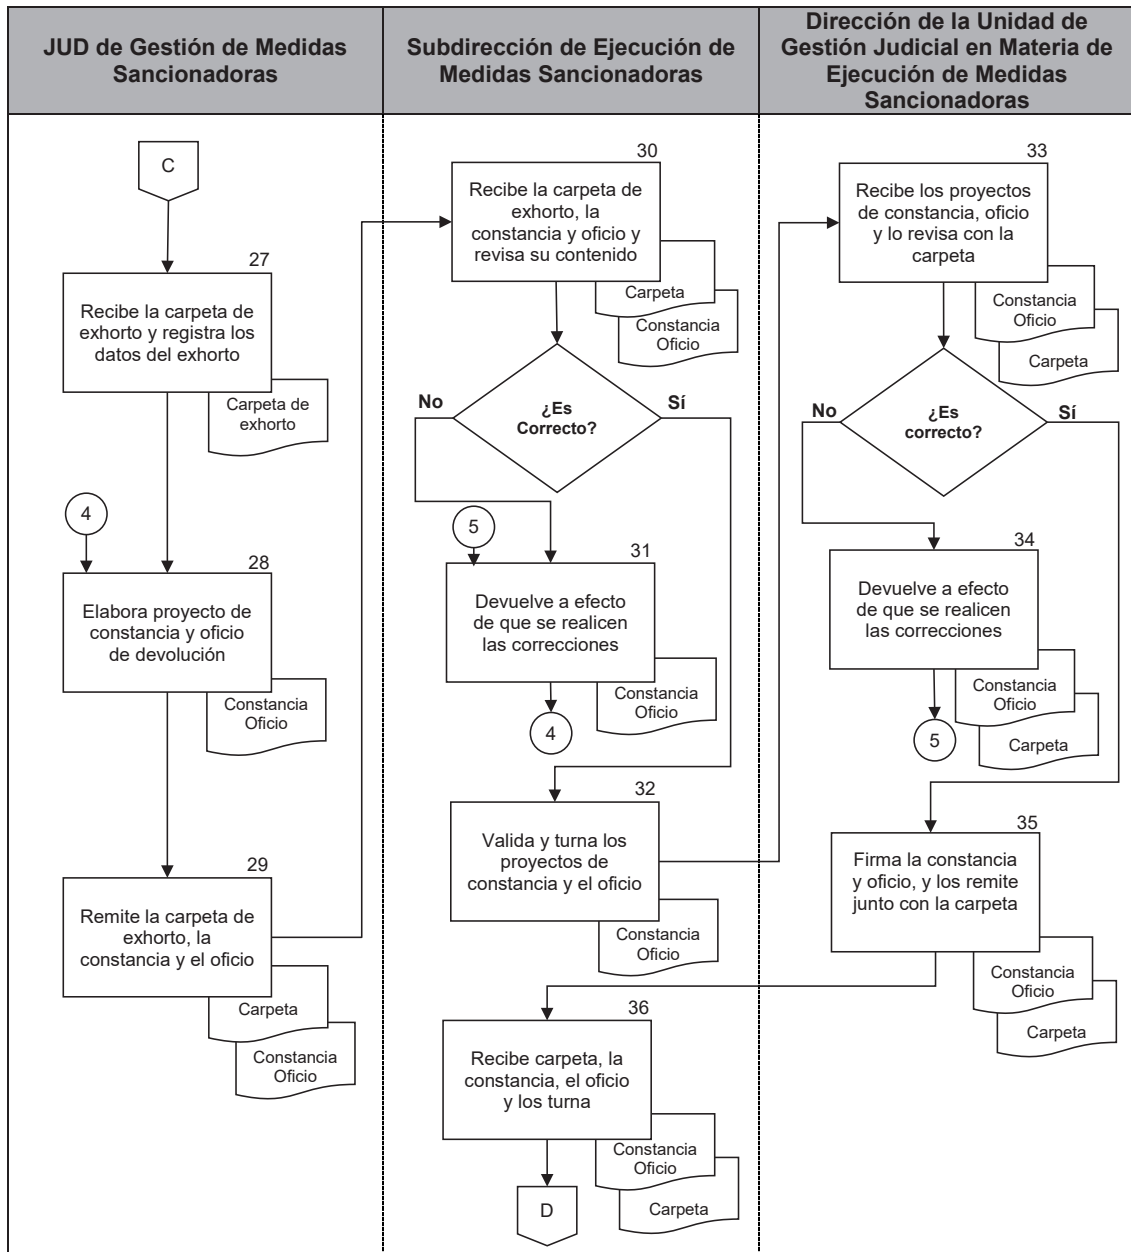 JUD de Gestión de Medidas
Sancionadoras
Subdirección de Ejecución de
Medidas Sancionadoras
Dirección de la Unidad de
Gestión Judicial en Materia de
Ejecución de Medidas
Sancionadoras
C
27
Recibe la carpeta de
exhorto y registra los
datos del exhorto
Carpeta de
exhorto
4
28
Elabora proyecto de
constancia y oficio
de devolución
Constancia
Oficio
29
Remite la carpeta de
exhorto, la
constancia y el oficio
Carpeta
Constancia
Oficio
30
Recibe la carpeta de
exhorto, la
constancia y oficio y
revisa su contenido
Carpeta
Constancia
Oficio
No
¿Es
Correcto?
Sí
5
31
Devuelve a efecto
de que se realicen
las correcciones
Constancia
Oficio
4
32
Valida y turna los
proyectos de
constancia y el oficio
Constancia
Oficio
33
Recibe los proyectos
de constancia, oficio
y lo revisa con la
carpeta
Constancia
Oficio
Carpeta
No
¿Es
correcto?
Sí
34
Devuelve a efecto
de que se realicen
las correcciones
Constancia
Oficio
Carpeta
5
35
Firma la constancia
y oficio, y los remite
junto con la carpeta
Constancia
Oficio
Carpeta
36
Recibe carpeta, la
constancia, el oficio
y los turna
Constancia
Oficio
Carpeta
D